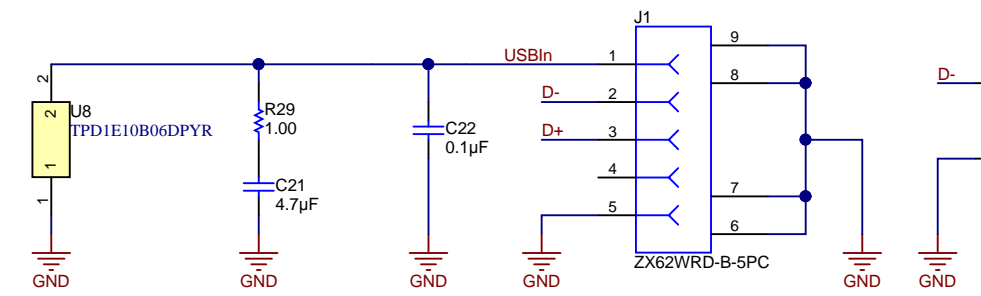 J1
USBIn
1
9
2
2
U8
TPD1E10B06DPYR
1
1
R29
1.00
C21
4.7µF
C22
0.1µF
D-
2
8
D+
3
4
7
5
6
D-
ZX62WRD-B-5PC
GND
GND
GND
GND
GND
GND